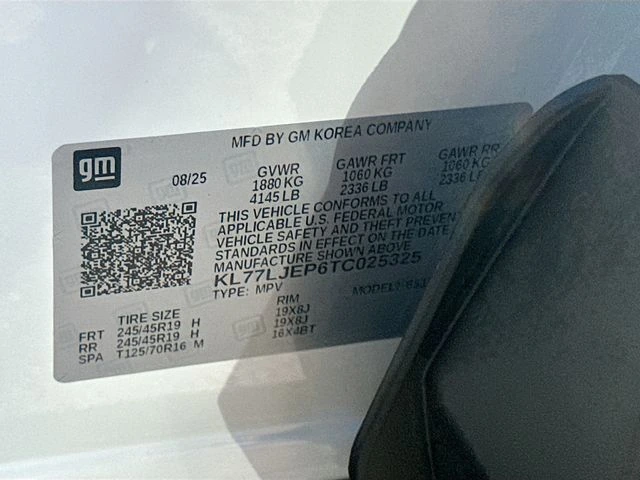 MFD BY GM KOREA COMPANY
gm
08/25
GVWR
1880 KG
4145 LB
GAWR FRT
1060 KG
2336 LB
GAWR RR
1060 KG
2336 LB
THIS VEHICLE CONFORMS TO ALL
APPLICABLE U.S. FEDERAL MOTOR
VEHICLE SAFETY AND THEFT PREVENT
STANDARDS IN EFFECT ON THE DATE
MANUFACTURE SHOWN ABOVE
KL77LJEP6TC025325
TYPE: MPV MODEL:
TIRE SIZE RIM
FRT 245/45R19 H 19X8J
RR 245/45R19 H 19X8J
SPA T125/70R16 M 16X4BT